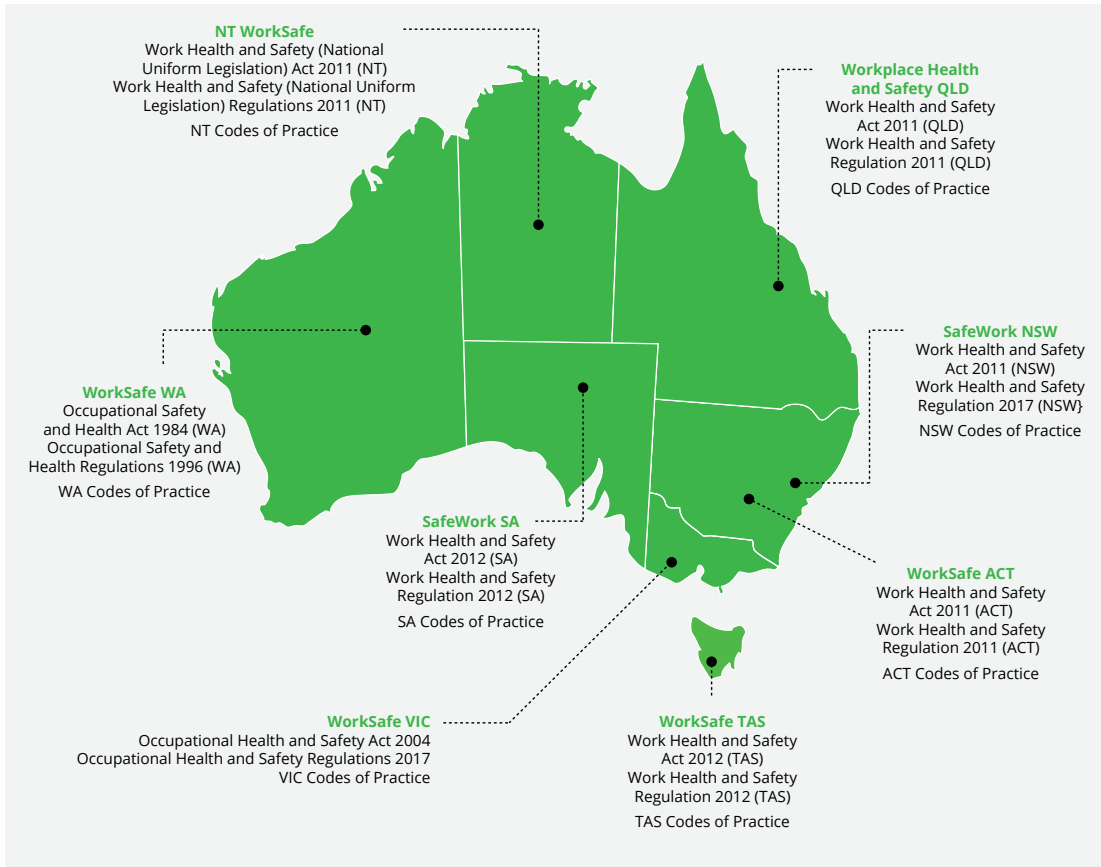 NT WorkSafe
Work Health and Safety (National
Uniform Legislation) Act 2011 (NT)
Work Health and Safety (National Uniform
Legislation) Regulations 2011 (NT)
NT Codes of Practice
Workplace Health
and Safety QLD
Work Health and Safety
Act 2011 (QLD)
Work Health and Safety
Regulation 2011 (QLD)
QLD Codes of Practice
SafeWork NSW
Work Health and Safety
Act 2011 (NSW)
Work Health and Safety
Regulation 2017 (NSW}
NSW Codes of Practice
WorkSafe WA
Occupational Safety
and Health Act 1984 (WA)
Occupational Safety and
Health Regulations 1996 (WA)
WA Codes of Practice
SafeWork SA
Work Health and Safety
Act 2012 (SA)
Work Health and Safety
Regulation 2012 (SA)
SA Codes of Practice
WorkSafe ACT
Work Health and Safety
Act 2011 (ACT)
Work Health and Safety
Regulation 2011 (ACT)
ACT Codes of Practice
WorkSafe VIC
Occupational Health and Safety Act 2004
Occupational Health and Safety Regulations 2017
VIC Codes of Practice
WorkSafe TAS
Work Health and Safety
Act 2012 (TAS)
Work Health and Safety
Regulation 2012 (TAS)
TAS Codes of Practice